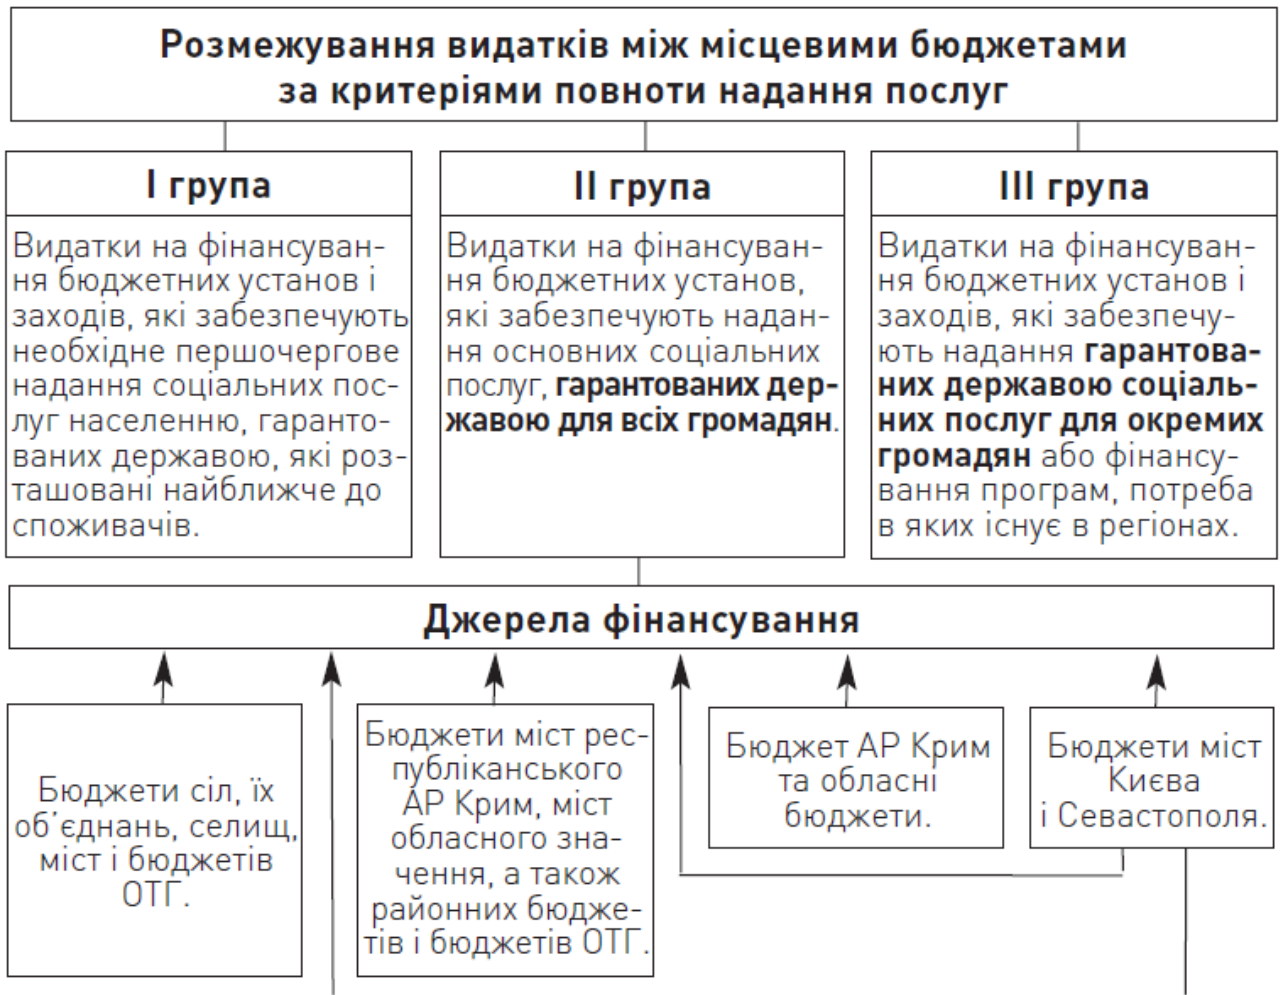 Розмежування видатків між місцевими бюджетами
за критеріями повноти надання послуг
І група
Видатки на фінансуван-
ня бюджетних установ і
заходів, які забезпечують
необхідне першочергове
надання соціальних пос-
луг населенню, гаранто-
ваних державою, які роз-
ташовані найближче до
споживачів.
ІІ група
Видатки на фінансуван-
ня бюджетних установ,
які забезпечують надан-
ня основних соціальних
послуг, гарантованих дер-
жавою для всіх громадян.
ІІІ група
Видатки на фінансуван-
ня бюджетних установ і
заходів, які забезпечу-
ють надання гарантова-
них державою соціаль-
них послуг для окремих
громадян або фінансу-
вання програм, потреба
в яких існує в регіонах.
Джерела фінансування
Бюджети сіл, їх
об’єднань, селищ,
міст і бюджетів
ОТГ.
Бюджети міст рес-
публіканського
АР Крим, міст
обласного зна-
чення, а також
районних бюдже-
тів і бюджетів ОТГ.
Бюджет АР Крим
та обласні
бюджети.
Бюджети міст
Києва
і Севастополя.